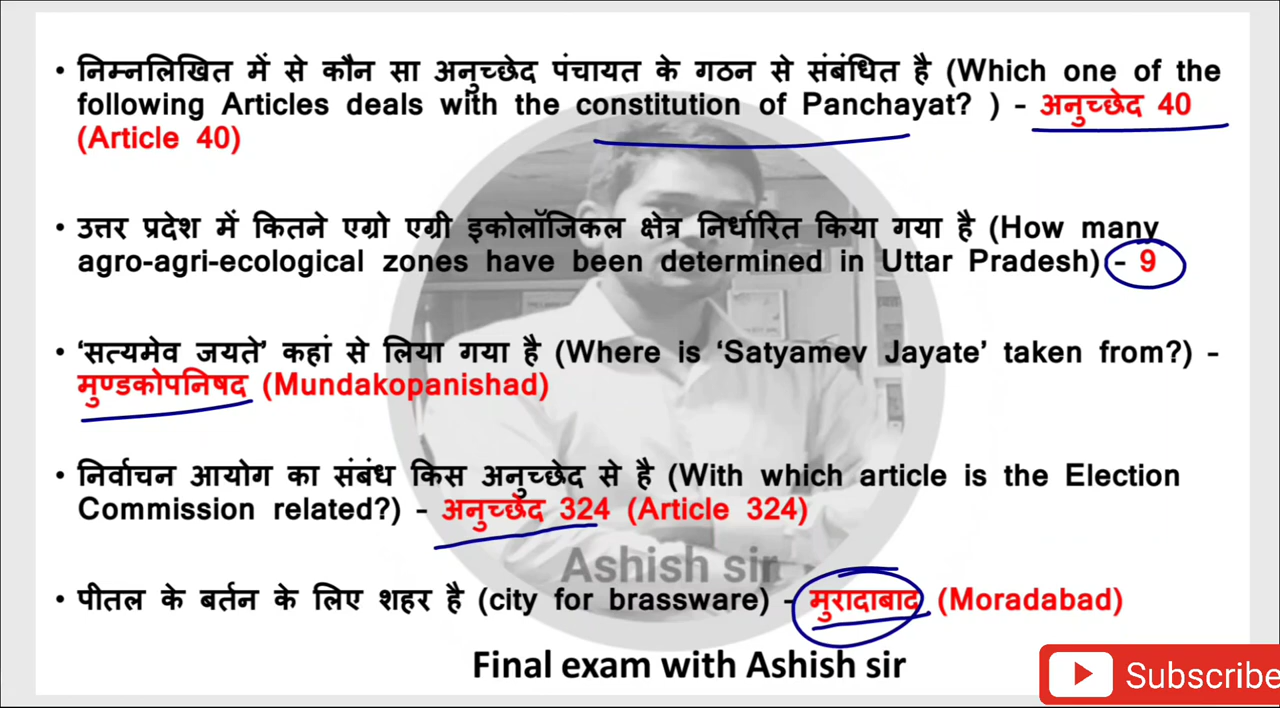 • निम्नलिखित में से कौन सा अनुच्छेद पंचायत के गठन से संबंधित है (Which one of the
following Articles deals with the constitution of Panchayat? ) – अनुच्छेद 40
(Article 40)
• उत्तर प्रदेश में कितने एग्रो एग्री इकोलॉजिकल क्षेत्र निर्धारित किया गया है (How many
agro-agri-ecological zones have been determined in Uttar Pradesh) – 9
• ‘सत्यमेव जयते’ कहां से लिया गया है (Where is ‘Satyamev Jayate’ taken from?) –
मुण्डकोपनिषद (Mundakopanishad)
• निर्वाचन आयोग का संबंध किस अनुच्छेद से है (With which article is the Election
Commission related?) – अनुच्छेद 324 (Article 324)
Ashish sir
• पीतल के बर्तन के लिए शहर है (city for brassware) – मुरादाबाद (Moradabad)
Final exam with Ashish sir
Subscribe